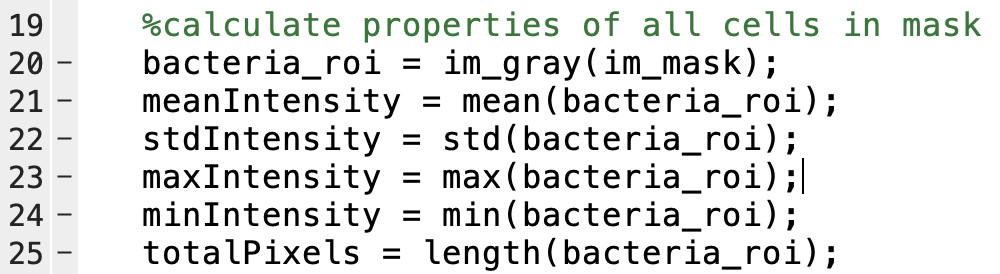 19 %calculate properties of all cells in mask
20 - bacteria_roi = im_gray(im_mask);
21 - meanIntensity = mean(bacteria_roi);
22 - stdIntensity = std(bacteria_roi);
23 - maxIntensity = max(bacteria_roi);
24 - minIntensity = min(bacteria_roi);
25 - totalPixels = length(bacteria_roi);